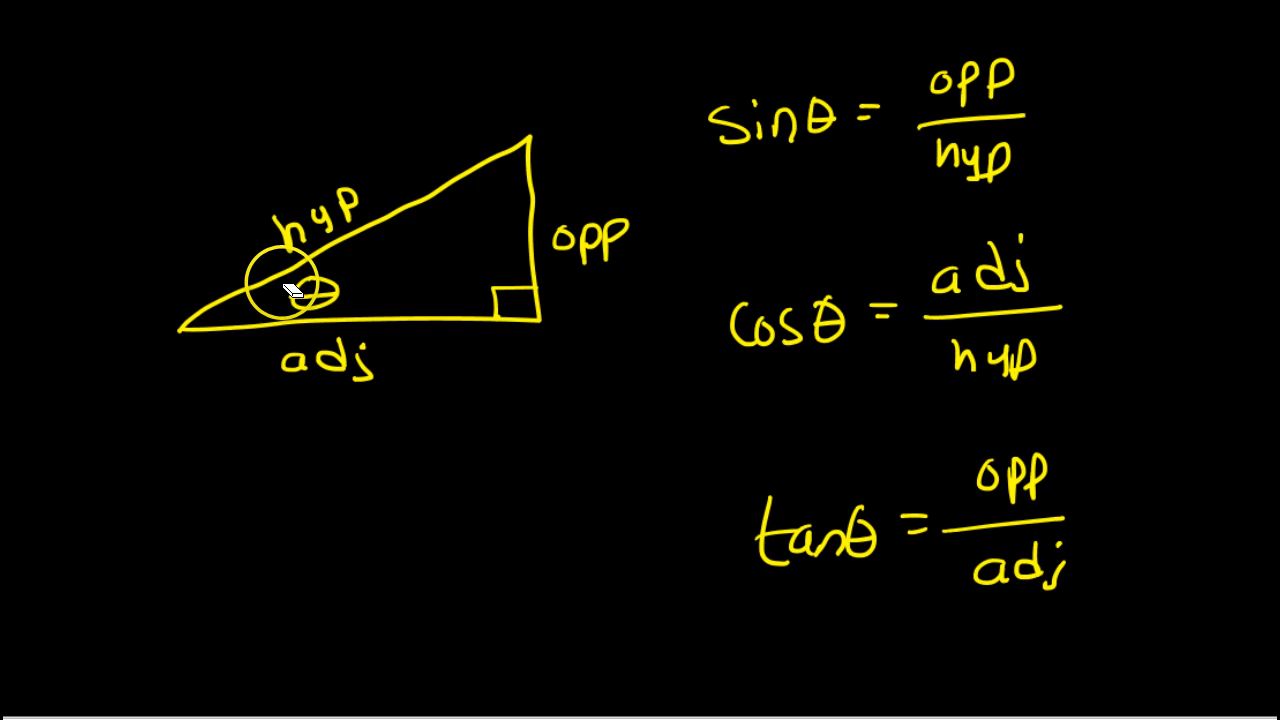 hyp
opp
θ
adj
sinθ = opp
hyp
cosθ = adj
hyp
tanθ = opp
adj